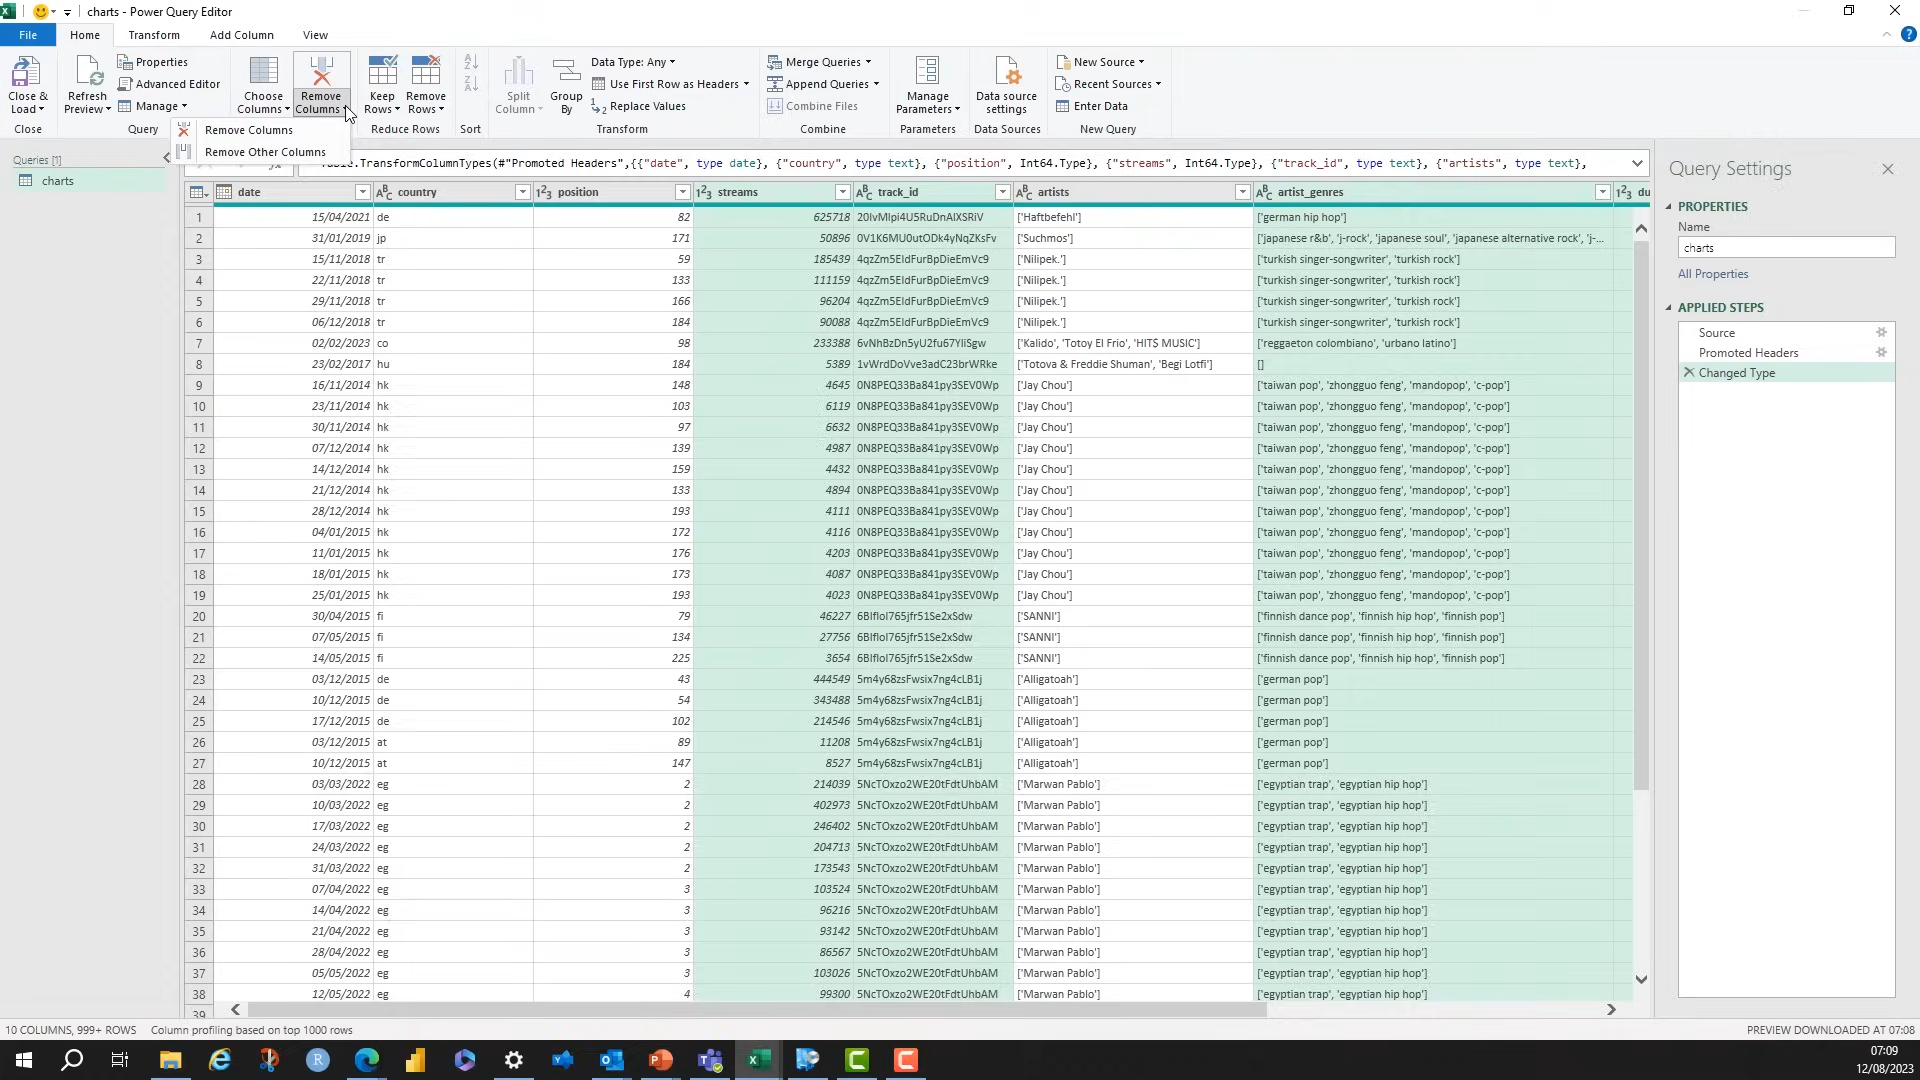 charts - Power Query Editor
File Home Transform Add Column View
Close & Load
Refresh Preview
Properties
Advanced Editor
Manage
Choose Columns
Remove Columns
Keep Rows
Remove Rows
Split Column
Group By
Data Type: Any
Use First Row as Headers
Replace Values
Merge Queries
Append Queries
Combine Files
Manage Parameters
Data source settings
New Source
Recent Sources
Enter Data
Close Query Reduce Rows Sort Transform Combine Parameters Data Sources New Query
Remove Columns
Remove Other Columns
Queries [1]
charts
Table.TransformColumnTypes(#"Promoted Headers",{{"date", type date}, {"country", type text}, {"position", Int64.Type}, {"streams", Int64.Type}, {"track_id", type text}, {"artists", type text},
date country position streams track_id artists artist_genres du
1 15/04/2021 de 82 625718 20IvMlpi4U5RuDnAlXSRiV ['Haftbefehl'] ['german hip hop']
2 31/01/2019 jp 171 50896 0V1K6MU0utODk4yNqZKsFv ['Suchmos'] ['japanese r&b', 'j-rock', 'japanese soul', 'japanese alternative rock', 'j-...
3 15/11/2018 tr 59 185439 4qzZm5EIdFurBpDieEmVc9 ['Nilipek.'] ['turkish singer-songwriter', 'turkish rock']
4 22/11/2018 tr 133 111159 4qzZm5EIdFurBpDieEmVc9 ['Nilipek.'] ['turkish singer-songwriter', 'turkish rock']
5 29/11/2018 tr 166 96204 4qzZm5EIdFurBpDieEmVc9 ['Nilipek.'] ['turkish singer-songwriter', 'turkish rock']
6 06/12/2018 tr 184 90088 4qzZm5EIdFurBpDieEmVc9 ['Nilipek.'] ['turkish singer-songwriter', 'turkish rock']
7 02/02/2023 co 98 233388 6vNhBzDn5yU2fu67YliSgw ['Kalido', 'Totoy El Frio', 'HIT$ MUSIC'] ['reggaeton colombiano', 'urbano latino']
8 23/02/2017 hu 184 5389 1vWrdDoVve3adC23brWRke ['Totova & Freddie Shuman', 'Begi Lotfi'] []
9 16/11/2014 hk 148 4645 0N8PEQ33Ba841py3SEV0Wp ['Jay Chou'] ['taiwan pop', 'zhongguo feng', 'mandopop', 'c-pop']
10 23/11/2014 hk 103 6119 0N8PEQ33Ba841py3SEV0Wp ['Jay Chou'] ['taiwan pop', 'zhongguo feng', 'mandopop', 'c-pop']
11 30/11/2014 hk 97 6632 0N8PEQ33Ba841py3SEV0Wp ['Jay Chou'] ['taiwan pop', 'zhongguo feng', 'mandopop', 'c-pop']
12 07/12/2014 hk 139 4987 0N8PEQ33Ba841py3SEV0Wp ['Jay Chou'] ['taiwan pop', 'zhongguo feng', 'mandopop', 'c-pop']
13 14/12/2014 hk 159 4432 0N8PEQ33Ba841py3SEV0Wp ['Jay Chou'] ['taiwan pop', 'zhongguo feng', 'mandopop', 'c-pop']
14 21/12/2014 hk 133 4894 0N8PEQ33Ba841py3SEV0Wp ['Jay Chou'] ['taiwan pop', 'zhongguo feng', 'mandopop', 'c-pop']
15 28/12/2014 hk 193 4111 0N8PEQ33Ba841py3SEV0Wp ['Jay Chou'] ['taiwan pop', 'zhongguo feng', 'mandopop', 'c-pop']
16 04/01/2015 hk 172 4116 0N8PEQ33Ba841py3SEV0Wp ['Jay Chou'] ['taiwan pop', 'zhongguo feng', 'mandopop', 'c-pop']
17 11/01/2015 hk 176 4203 0N8PEQ33Ba841py3SEV0Wp ['Jay Chou'] ['taiwan pop', 'zhongguo feng', 'mandopop', 'c-pop']
18 18/01/2015 hk 173 4087 0N8PEQ33Ba841py3SEV0Wp ['Jay Chou'] ['taiwan pop', 'zhongguo feng', 'mandopop', 'c-pop']
19 25/01/2015 hk 193 4023 0N8PEQ33Ba841py3SEV0Wp ['Jay Chou'] ['taiwan pop', 'zhongguo feng', 'mandopop', 'c-pop']
20 30/04/2015 fi 79 46227 6BIfloI765jfr51Se2xSdw ['SANNI'] ['finnish dance pop', 'finnish hip hop', 'finnish pop']
21 07/05/2015 fi 134 27756 6BIfloI765jfr51Se2xSdw ['SANNI'] ['finnish dance pop', 'finnish hip hop', 'finnish pop']
22 14/05/2015 fi 225 3654 6BIfloI765jfr51Se2xSdw ['SANNI'] ['finnish dance pop', 'finnish hip hop', 'finnish pop']
23 03/12/2015 de 43 444549 5m4y68zsFwsix7ng4cLB1j ['Alligatoah'] ['german pop']
24 10/12/2015 de 54 343488 5m4y68zsFwsix7ng4cLB1j ['Alligatoah'] ['german pop']
25 17/12/2015 de 102 214546 5m4y68zsFwsix7ng4cLB1j ['Alligatoah'] ['german pop']
26 03/12/2015 at 89 11208 5m4y68zsFwsix7ng4cLB1j ['Alligatoah'] ['german pop']
27 10/12/2015 at 147 8527 5m4y68zsFwsix7ng4cLB1j ['Alligatoah'] ['german pop']
28 03/03/2022 eg 2 214039 5NcTOxzo2WE20tFdtUhbAM ['Marwan Pablo'] ['egyptian trap', 'egyptian hip hop']
29 10/03/2022 eg 2 402973 5NcTOxzo2WE20tFdtUhbAM ['Marwan Pablo'] ['egyptian trap', 'egyptian hip hop']
30 17/03/2022 eg 2 246402 5NcTOxzo2WE20tFdtUhbAM ['Marwan Pablo'] ['egyptian trap', 'egyptian hip hop']
31 24/03/2022 eg 2 204713 5NcTOxzo2WE20tFdtUhbAM ['Marwan Pablo'] ['egyptian trap', 'egyptian hip hop']
32 31/03/2022 eg 2 173543 5NcTOxzo2WE20tFdtUhbAM ['Marwan Pablo'] ['egyptian trap', 'egyptian hip hop']
33 07/04/2022 eg 3 103524 5NcTOxzo2WE20tFdtUhbAM ['Marwan Pablo'] ['egyptian trap', 'egyptian hip hop']
34 14/04/2022 eg 3 96216 5NcTOxzo2WE20tFdtUhbAM ['Marwan Pablo'] ['egyptian trap', 'egyptian hip hop']
35 21/04/2022 eg 3 93142 5NcTOxzo2WE20tFdtUhbAM ['Marwan Pablo'] ['egyptian trap', 'egyptian hip hop']
36 28/04/2022 eg 3 86567 5NcTOxzo2WE20tFdtUhbAM ['Marwan Pablo'] ['egyptian trap', 'egyptian hip hop']
37 05/05/2022 eg 3 103026 5NcTOxzo2WE20tFdtUhbAM ['Marwan Pablo'] ['egyptian trap', 'egyptian hip hop']
38 12/05/2022 eg 4 99300 5NcTOxzo2WE20tFdtUhbAM ['Marwan Pablo'] ['egyptian trap', 'egyptian hip hop']
39
Query Settings
PROPERTIES
Name
charts
All Properties
APPLIED STEPS
Source
Promoted Headers
Changed Type
10 COLUMNS, 999+ ROWS Column profiling based on top 1000 rows PREVIEW DOWNLOADED AT 07:08
07:09
12/08/2023